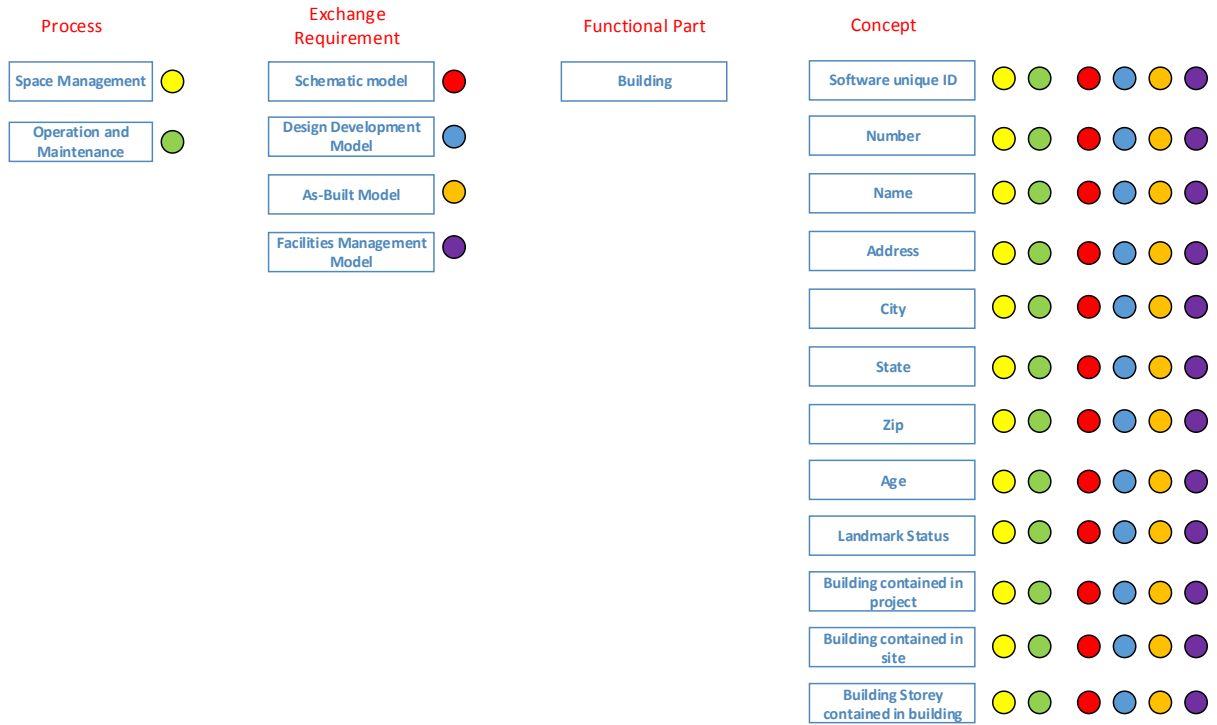 Process
Exchange
Requirement
Functional Part
Concept
Space Management
Operation and
Maintenance
Schematic model
Design Development
Model
As-Built Model
Facilities Management
Model
Building
Software unique ID
Number
Name
Address
City
State
Zip
Age
Landmark Status
Building contained in
project
Building contained in
site
Building Storey
contained in building